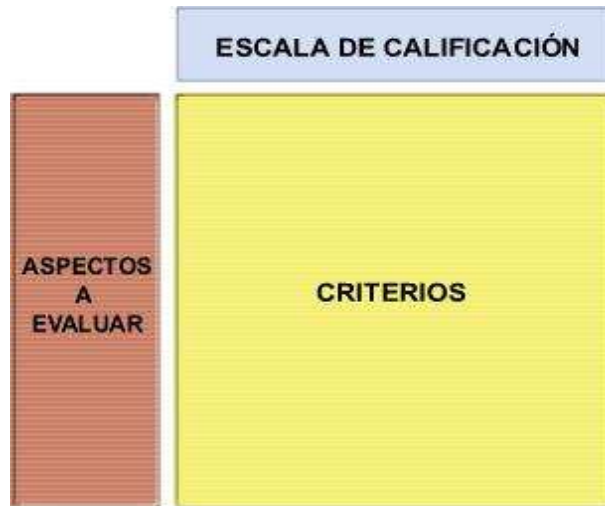 ESCALA DE CALIFICACIÓN
ASPECTOS
A
EVALUAR
CRITERIOS